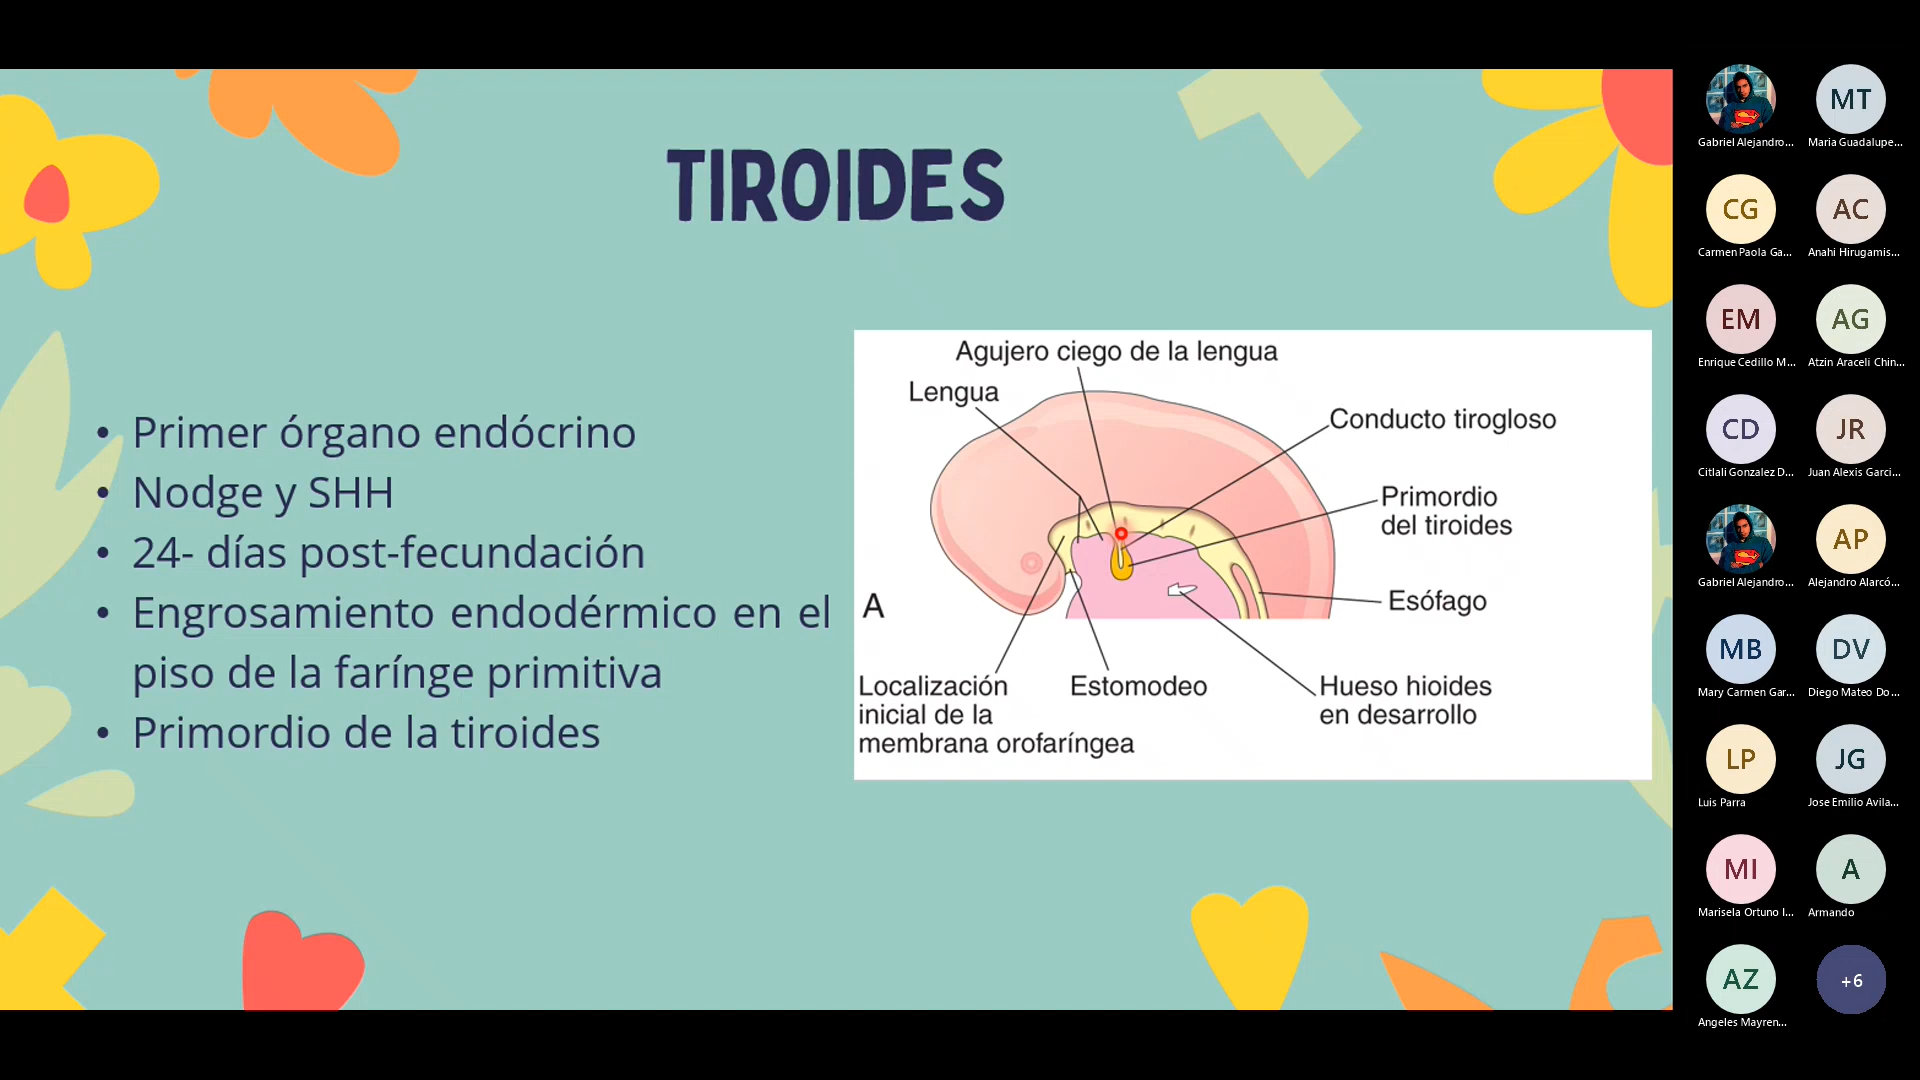 TIROIDES
• Primer órgano endócrino
• Nodge y SHH
• 24- días post-fecundación
• Engrosamiento endodérmico en el
piso de la farínge primitiva
• Primordio de la tiroides
Agujero ciego de la lengua
Lengua
Conducto tirogloso
Primordio
del tiroides
Esófago
A
Localización
inicial de la
membrana orofaríngea
Estomodeo
Hueso hioides
en desarrollo
MT
Gabriel Alejandro...
Maria Guadalupe...
CG
AC
Carmen Paola Ga...
Anahi Hirugamis...
EM
AG
Enrique Cedillo M...
Atzin Araceli Chin...
CD
JR
Citlali Gonzalez D...
Juan Alexis Garci...
AP
Gabriel Alejandro...
Alejandro Alarcó...
MB
DV
Mary Carmen Gar...
Diego Mateo Do...
LP
JG
Luis Parra
Jose Emilio Avila...
MI
A
Marisela Ortuno I...
Armando
AZ
+6
Angeles Mayren...